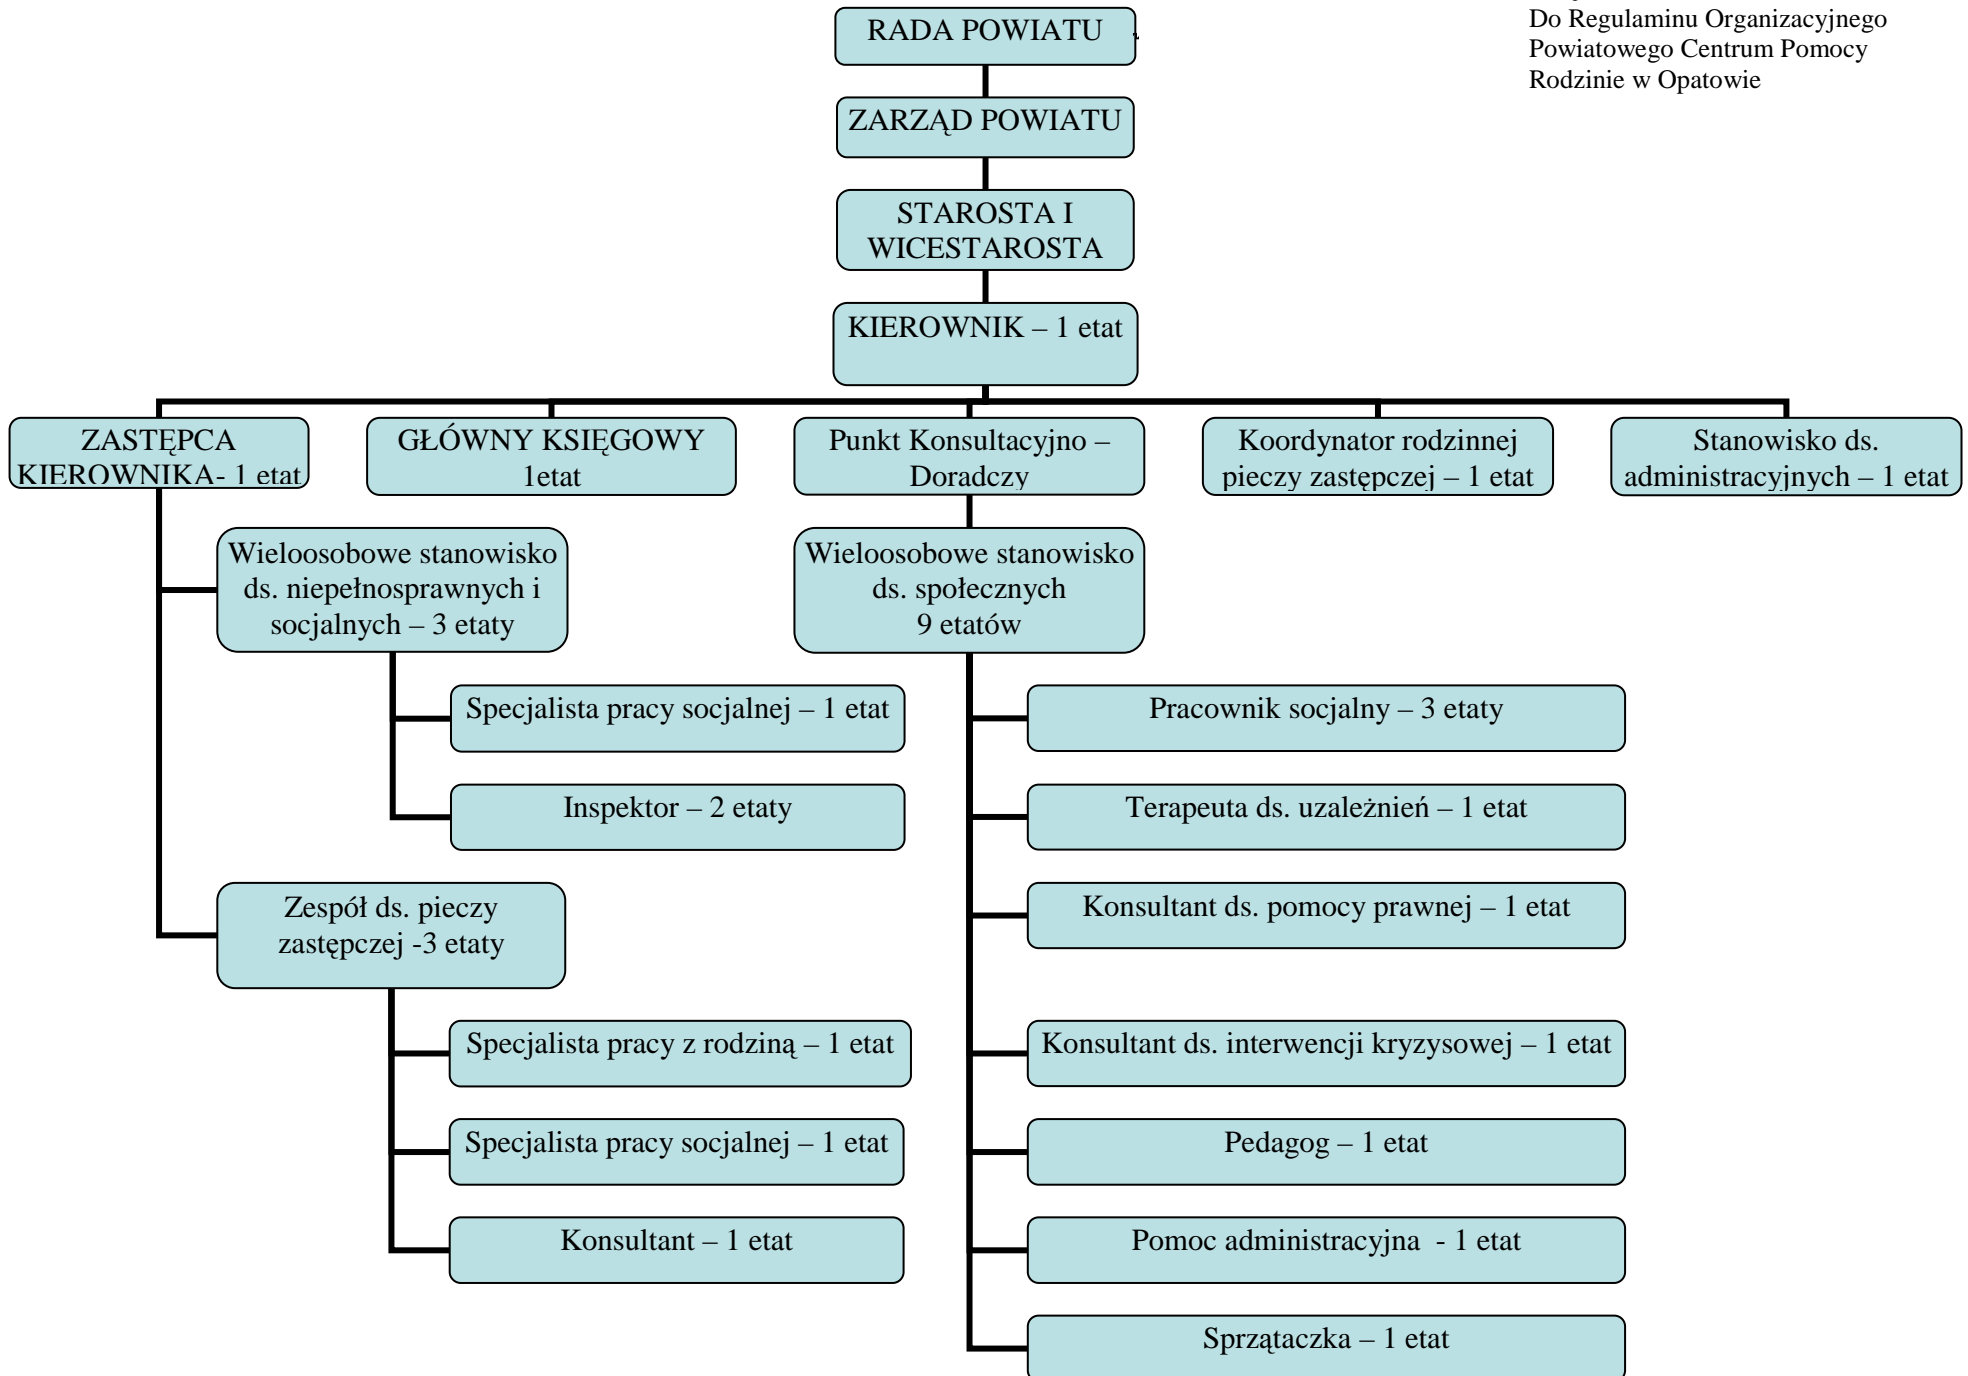 Do Regulaminu Organizacyjnego
Powiatowego Centrum Pomocy
Rodzinie w Opatowie
RADA POWIATU
ZARZĄD POWIATU
STAROSTA I
WICESTAROSTA
KIEROWNIK – 1 etat
ZASTĘPCA
KIEROWNIKA- 1 etat
GŁÓWNY KSIĘGOWY
1etat
Punkt Konsultacyjno –
Doradczy
Koordynator rodzinnej
pieczy zastępczej – 1 etat
Stanowisko ds.
administracyjnych – 1 etat
Wieloosobowe stanowisko
ds. niepełnosprawnych i
socjalnych – 3 etaty
Specjalista pracy socjalnej – 1 etat
Inspektor – 2 etaty
Zespół ds. pieczy
zastępczej -3 etaty
Specjalista pracy z rodziną – 1 etat
Specjalista pracy socjalnej – 1 etat
Konsultant – 1 etat
Wieloosobowe stanowisko
ds. społecznych
9 etatów
Pracownik socjalny – 3 etaty
Terapeuta ds. uzależnień – 1 etat
Konsultant ds. pomocy prawnej – 1 etat
Konsultant ds. interwencji kryzysowej – 1 etat
Pedagog – 1 etat
Pomoc administracyjna  - 1 etat
Sprzątaczka – 1 etat